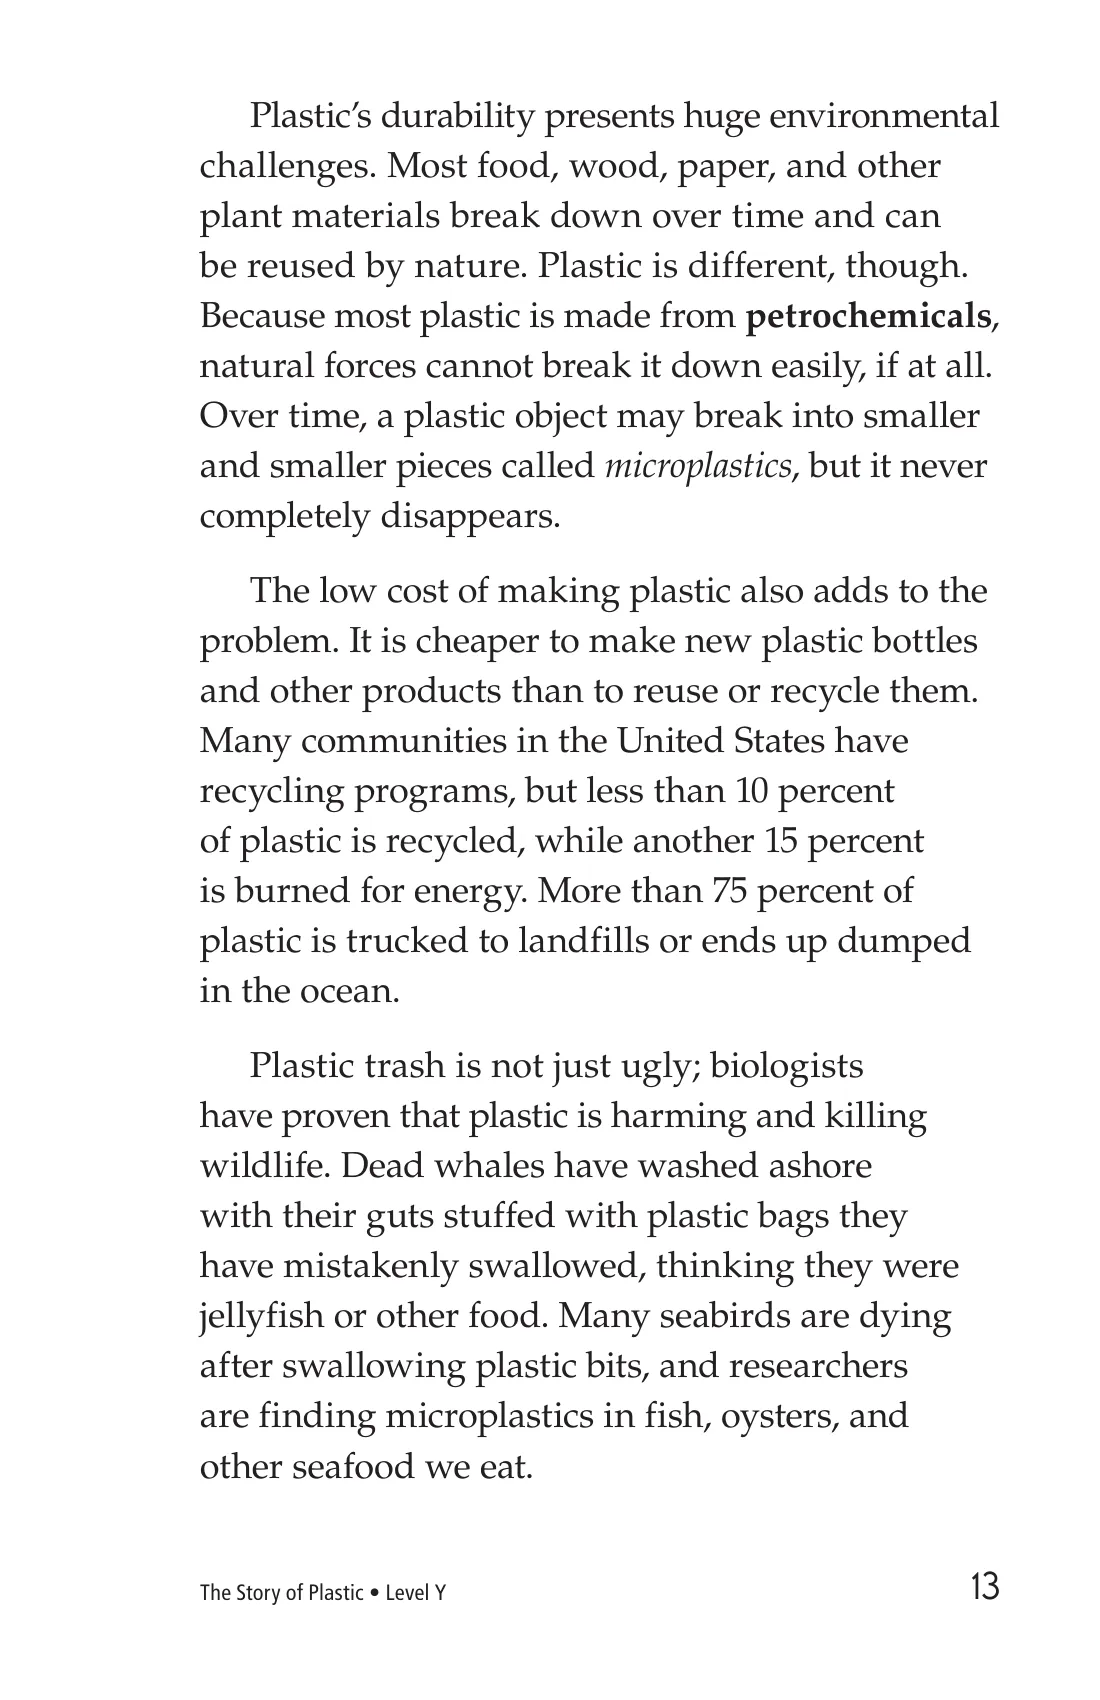 Plastic’s durability presents huge environmental
challenges. Most food, wood, paper, and other
plant materials break down over time and can
be reused by nature. Plastic is different, though.
Because most plastic is made from petrochemicals,
natural forces cannot break it down easily, if at all.
Over time, a plastic object may break into smaller
and smaller pieces called microplastics, but it never
completely disappears.
The low cost of making plastic also adds to the
problem. It is cheaper to make new plastic bottles
and other products than to reuse or recycle them.
Many communities in the United States have
recycling programs, but less than 10 percent
of plastic is recycled, while another 15 percent
is burned for energy. More than 75 percent of
plastic is trucked to landfills or ends up dumped
in the ocean.
Plastic trash is not just ugly; biologists
have proven that plastic is harming and killing
wildlife. Dead whales have washed ashore
with their guts stuffed with plastic bags they
have mistakenly swallowed, thinking they were
jellyfish or other food. Many seabirds are dying
after swallowing plastic bits, and researchers
are finding microplastics in fish, oysters, and
other seafood we eat.
The Story of Plastic • Level Y 13